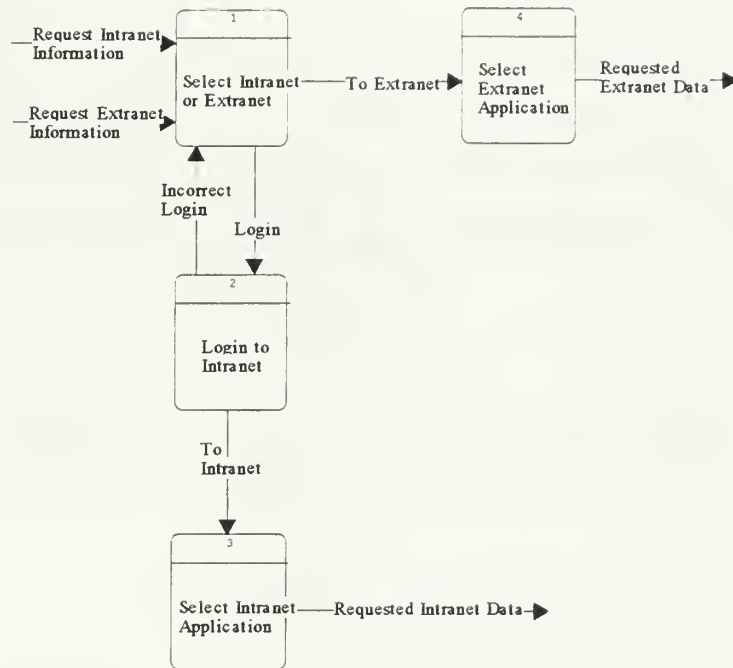 1
Request Intranet
Information
Select Intranet
or Extranet
Request Extranet
Information
To Extranet
4
Select
Extranet
Application
Requested
Extranet Data
Incorrect
Login
Login
2
Login to
Intranet
To
Intranet
3
Select Intranet
Application
Requested Intranet Data